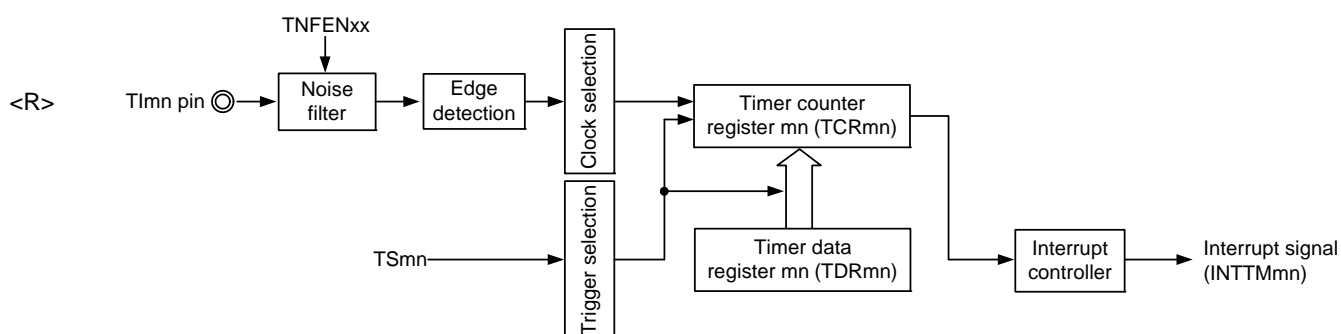 TNFENxx
<R>
TImn pin
Noise
filter
Edge
detection
Clock selection
Timer counter
register mn (TCRmn)
TSmn
Trigger selection
Timer data
register mn (TDRmn)
Interrupt
controller
Interrupt signal
(INTTMmn)